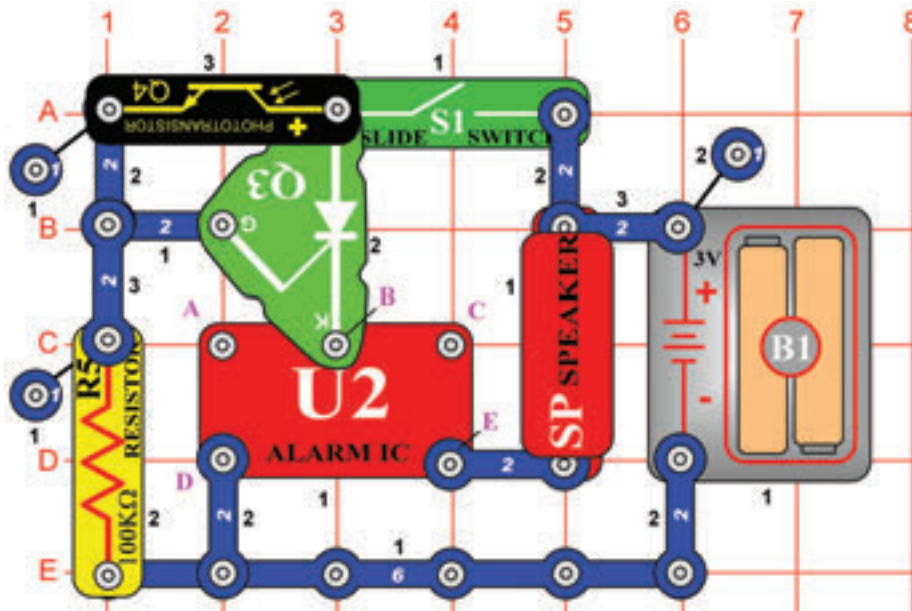 1 2 3 4 5 6 7
3 1
A Q4 S1
PHOTOTRANSISTOR + SLIDE SWITCH
1 2 2 2 3 2 1
1
Q3
B 2 G 2
1 2 3V
2 3 1 +
A B C
K
C R5 U2 SP SPEAKER B1
1 RESISTOR -
1 E
D ALARM IC 2
D 1 1
100KΩ 2 2 2 2 2
1
E 6